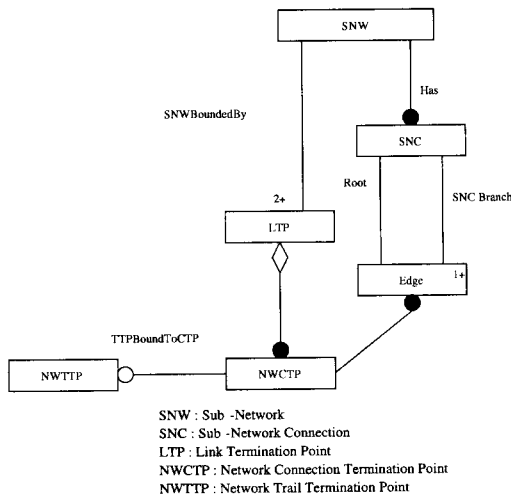 SNW
Has
SNWBoundedBy
SNC
Root
SNC Branch
2+
LTP
Edge
1+
TTPBoundToCTP
NWTTP
NWCTP
SNW : Sub -Network
SNC : Sub -Network Connection
LTP : Link Termination Point
NWCTP : Network Connection Termination Point
NWTTP : Network Trail Termination Point